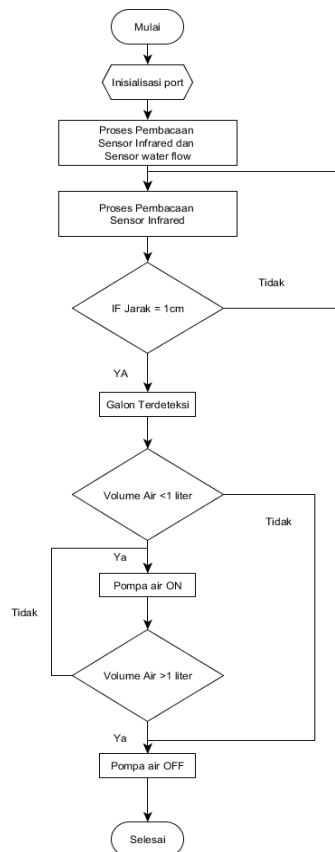 Mulai
Inisialisasi port
Proses Pembacaan
Sensor Infrared dan
Sensor water flow
Proses Pembacaan
Sensor Infrared
IF Jarak = 1cm
Tidak
YA
Galon Terdeteksi
Volume Air <1 liter
Tidak
Ya
Pompa air ON
Tidak
Volume Air >1 liter
Ya
Pompa air OFF
Selesai